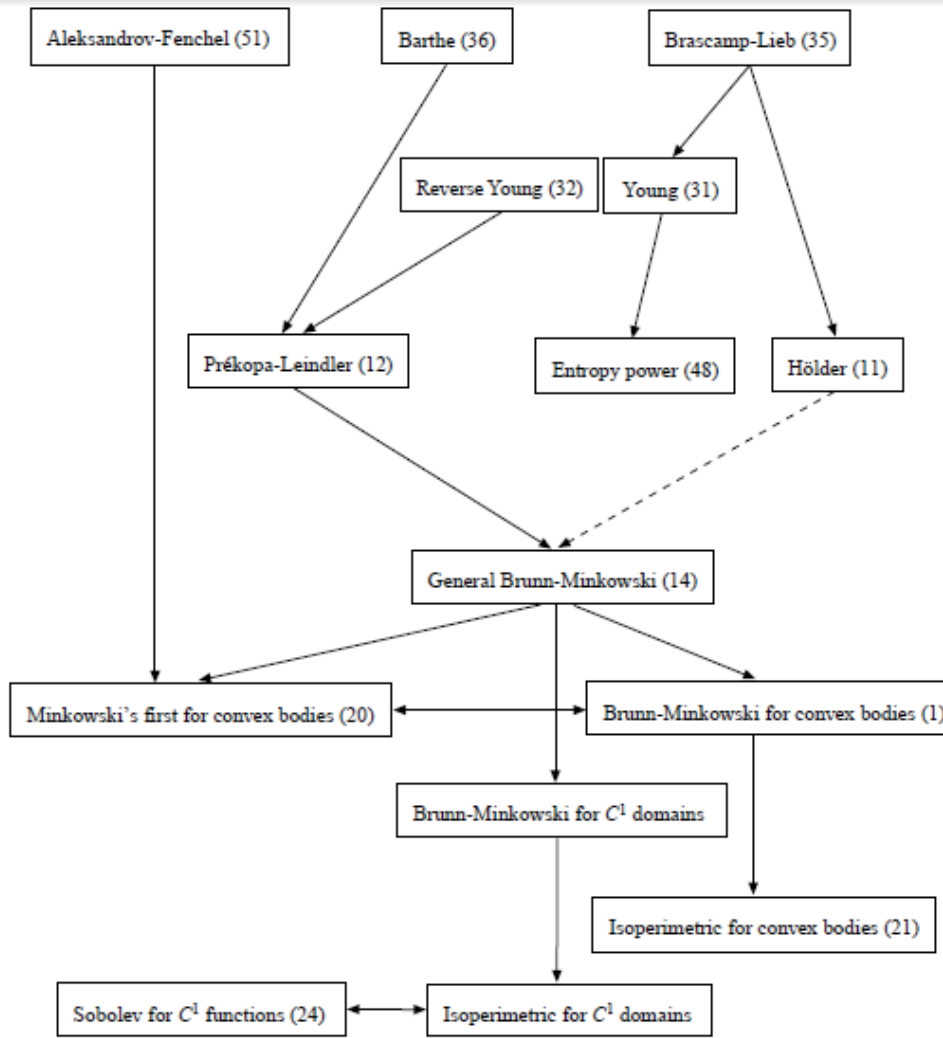 Aleksandrov-Fenchel (51)
Barthe (36)
Brascamp-Lieb (35)
Reverse Young (32)
Young (31)
Prékopa-Leindler (12)
Entropy power (48)
Hölder (11)
General Brunn-Minkowski (14)
Minkowski’s first for convex bodies (20)
Brunn-Minkowski for convex bodies (1)
Brunn-Minkowski for C¹ domains
Isoperimetric for convex bodies (21)
Sobolev for C¹ functions (24)
Isoperimetric for C¹ domains